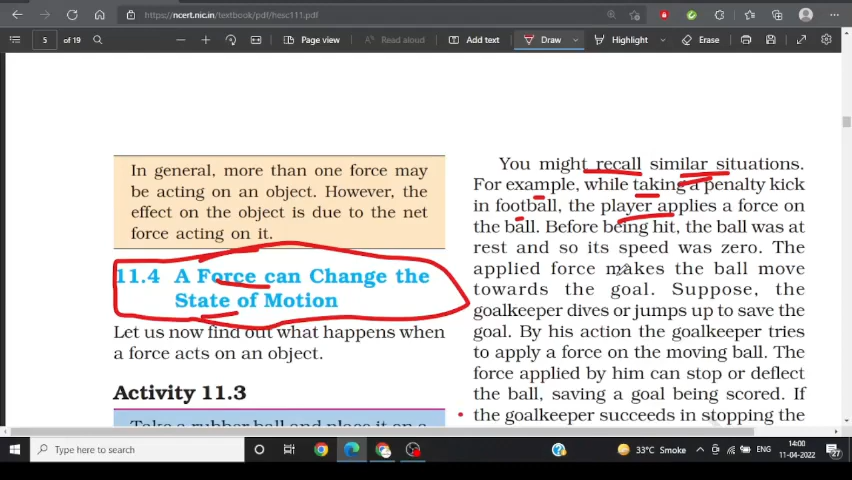 https://ncert.nic.in/textbook/pdf/hesc111.pdf
5 of 19
Page view
Read aloud
Add text
Draw
Highlight
Erase
In general, more than one force may
be acting on an object. However, the
effect on the object is due to the net
force acting on it.
11.4 A Force can Change the
State of Motion
Let us now find out what happens when
a force acts on an object.
Activity 11.3
Take a rubber ball and place it on a
You might recall similar situations.
For example, while taking a penalty kick
in football, the player applies a force on
the ball. Before being hit, the ball was at
rest and so its speed was zero. The
applied force makes the ball move
towards the goal. Suppose, the
goalkeeper dives or jumps up to save the
goal. By his action the goalkeeper tries
to apply a force on the moving ball. The
force applied by him can stop or deflect
the ball, saving a goal being scored. If
the goalkeeper succeeds in stopping the
Type here to search
33°C Smoke
ENG
14:00
11-04-2022
27